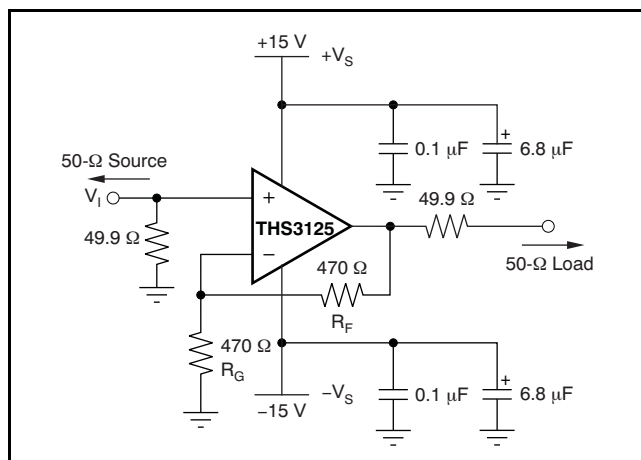 +15 V
+V_S
0.1 μF
6.8 μF
+
50-Ω Source
V_I
49.9 Ω
+
THS3125
−
49.9 Ω
50-Ω Load
470 Ω
R_F
470 Ω
R_G
−15 V
−V_S
0.1 μF
6.8 μF
+